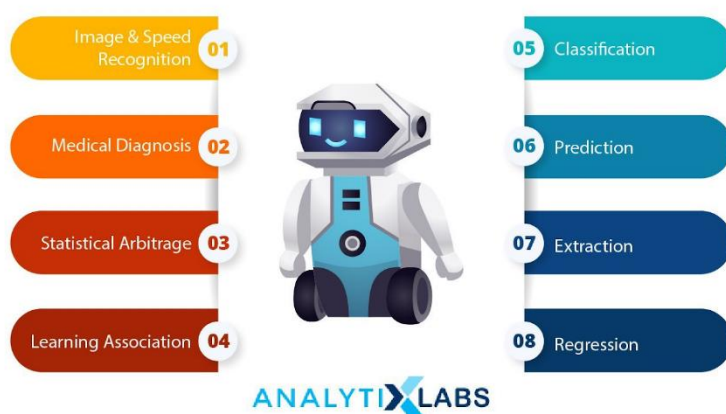 Image & Speed
Recognition
01
Medical Diagnosis
02
Statistical Arbitrage
03
Learning Association
04
05
Classification
06
Prediction
07
Extraction
08
Regression
ANALYTIXLABS